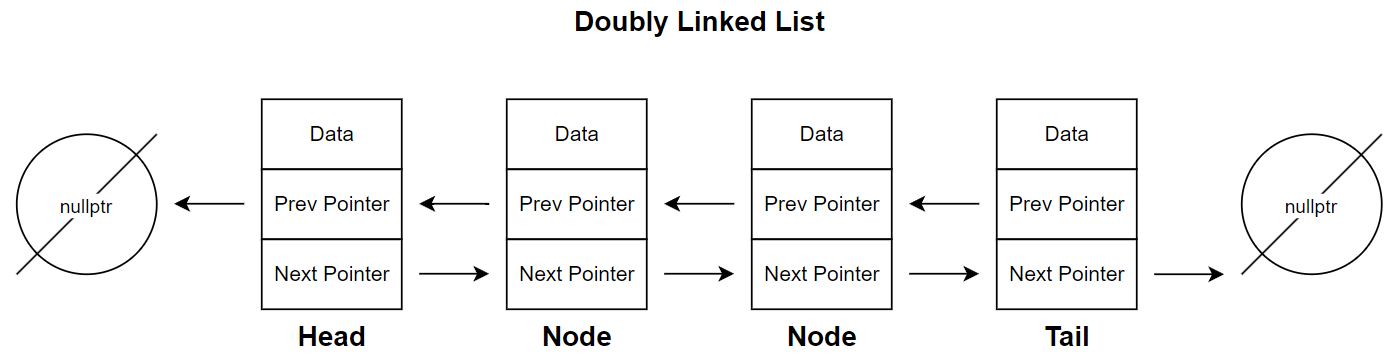 Doubly Linked List
nullptr
Data
Prev Pointer
Next Pointer
Head
Data
Prev Pointer
Next Pointer
Node
Data
Prev Pointer
Next Pointer
Node
Data
Prev Pointer
Next Pointer
Tail
nullptr